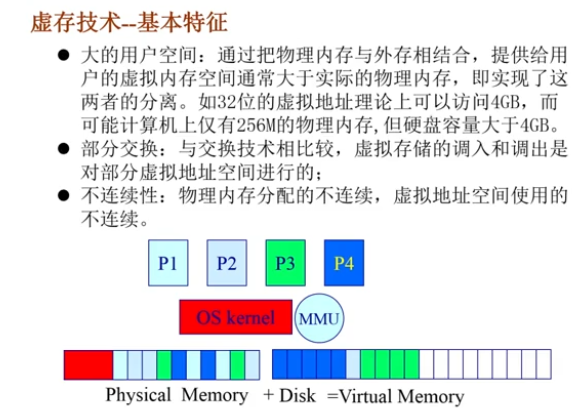 虚存技术--基本特征
● 大的用户空间：通过把物理内存与外存相结合，提供给用
户的虚拟内存空间通常大于实际的物理内存，即实现了这
两者的分离。如32位的虚拟地址理论上可以访问4GB，而
可能计算机上仅有256M的物理内存,但硬盘容量大于4GB。
● 部分交换：与交换技术相比较，虚拟存储的调入和调出是
对部分虚拟地址空间进行的；
● 不连续性：物理内存分配的不连续，虚拟地址空间使用的
不连续。
P1 P2 P3 P4
OS kernel MMU
Physical Memory + Disk =Virtual Memory